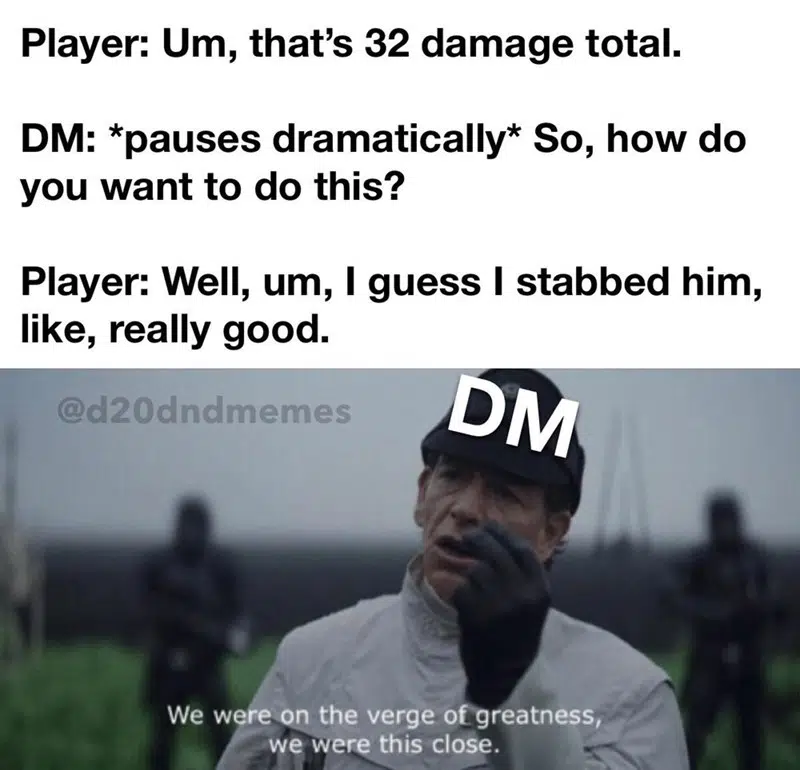 Player: Um, that’s 32 damage total.
DM: *pauses dramatically* So, how do
you want to do this?
Player: Well, um, I guess I stabbed him,
like, really good.
@d20dndmemes
DM
We were on the verge of greatness,
we were this close.